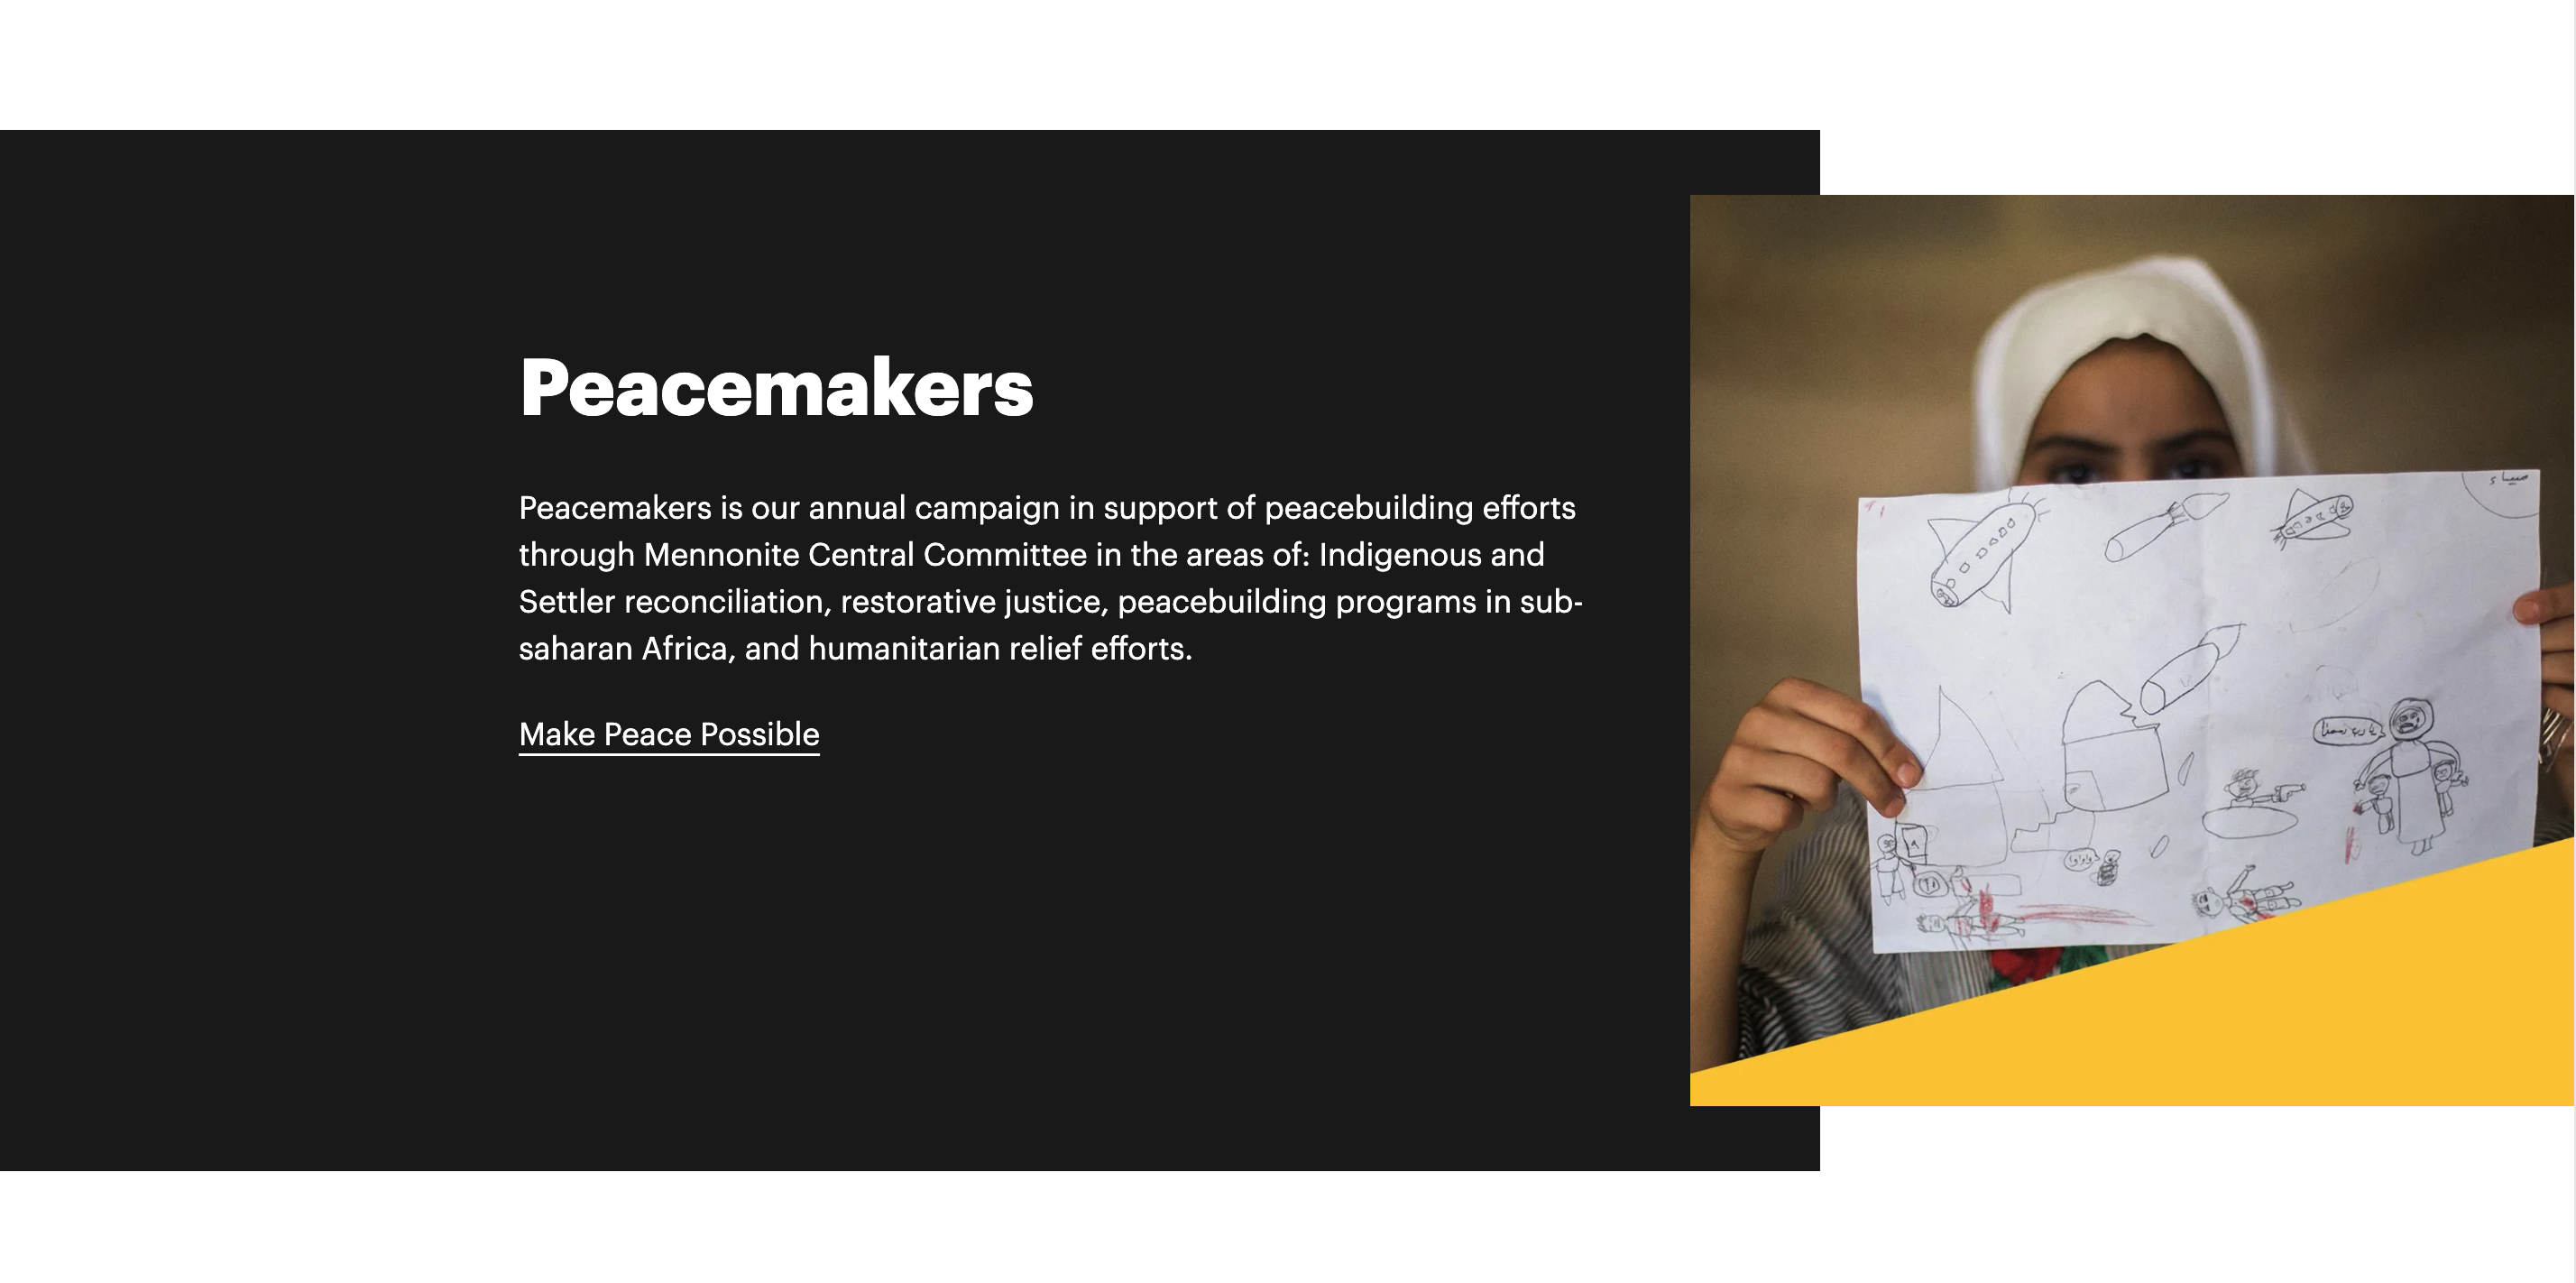 Peacemakers
Peacemakers is our annual campaign in support of peacebuilding efforts
through Mennonite Central Committee in the areas of: Indigenous and
Settler reconciliation, restorative justice, peacebuilding programs in sub-
saharan Africa, and humanitarian relief efforts.
Make Peace Possible